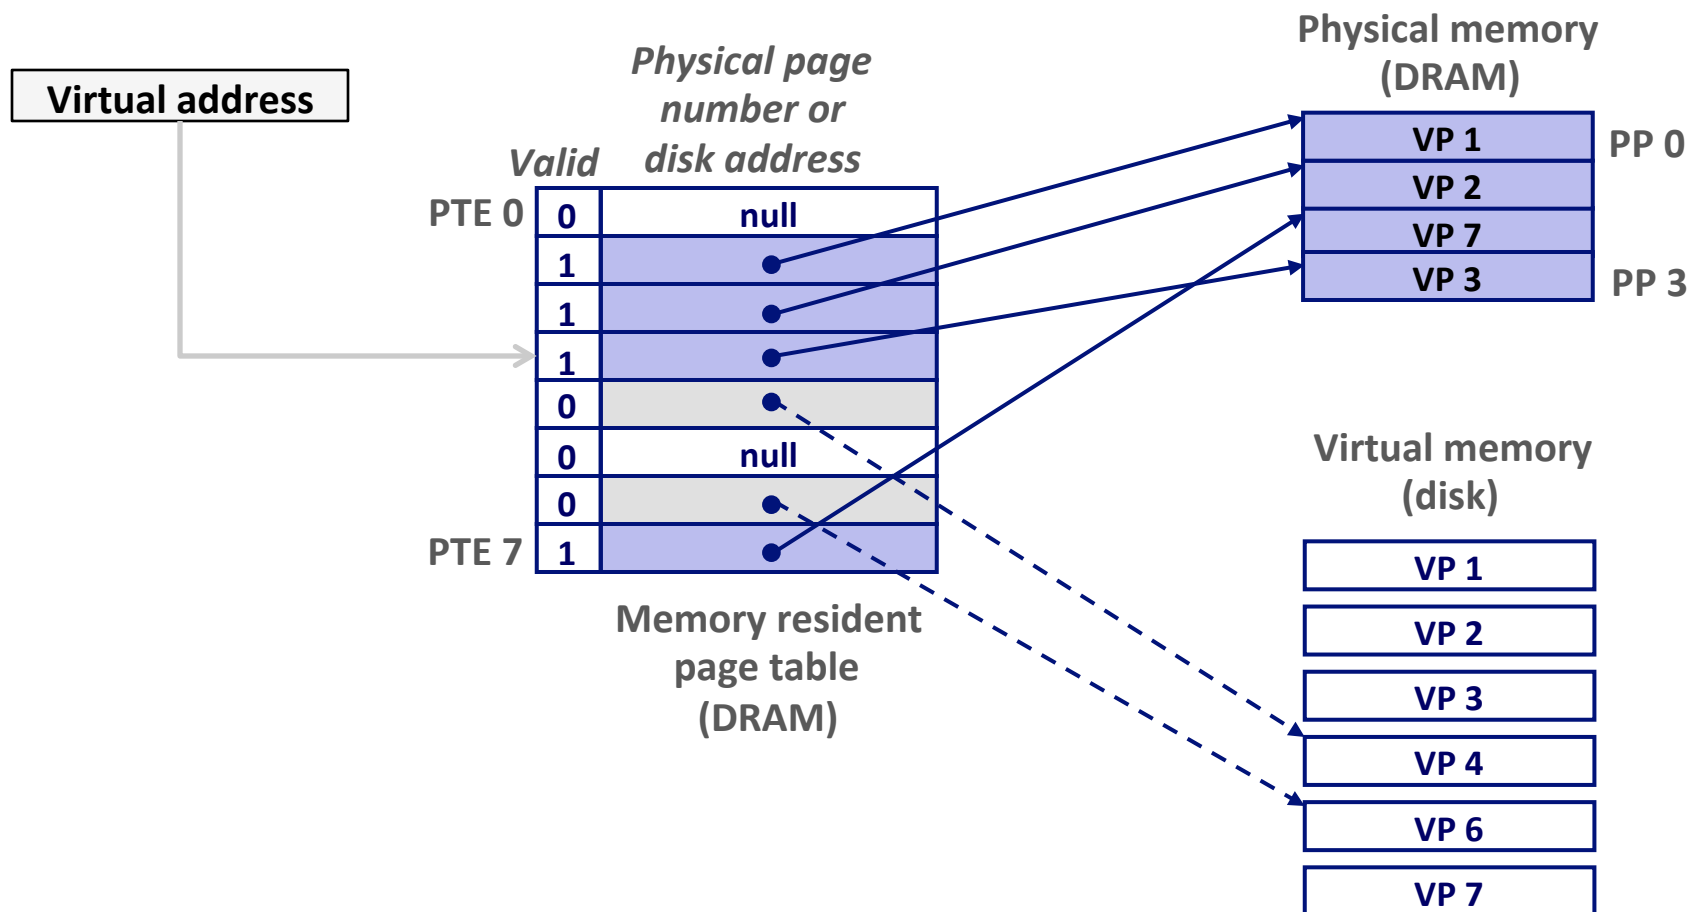 Virtual address
Physical page
number or
disk address
Valid
PTE 0
0
null
1
1
1
0
0
null
0
PTE 7
1
Memory resident
page table
(DRAM)
Physical memory
(DRAM)
VP 1
PP 0
VP 2
VP 7
VP 3
PP 3
Virtual memory
(disk)
VP 1
VP 2
VP 3
VP 4
VP 6
VP 7